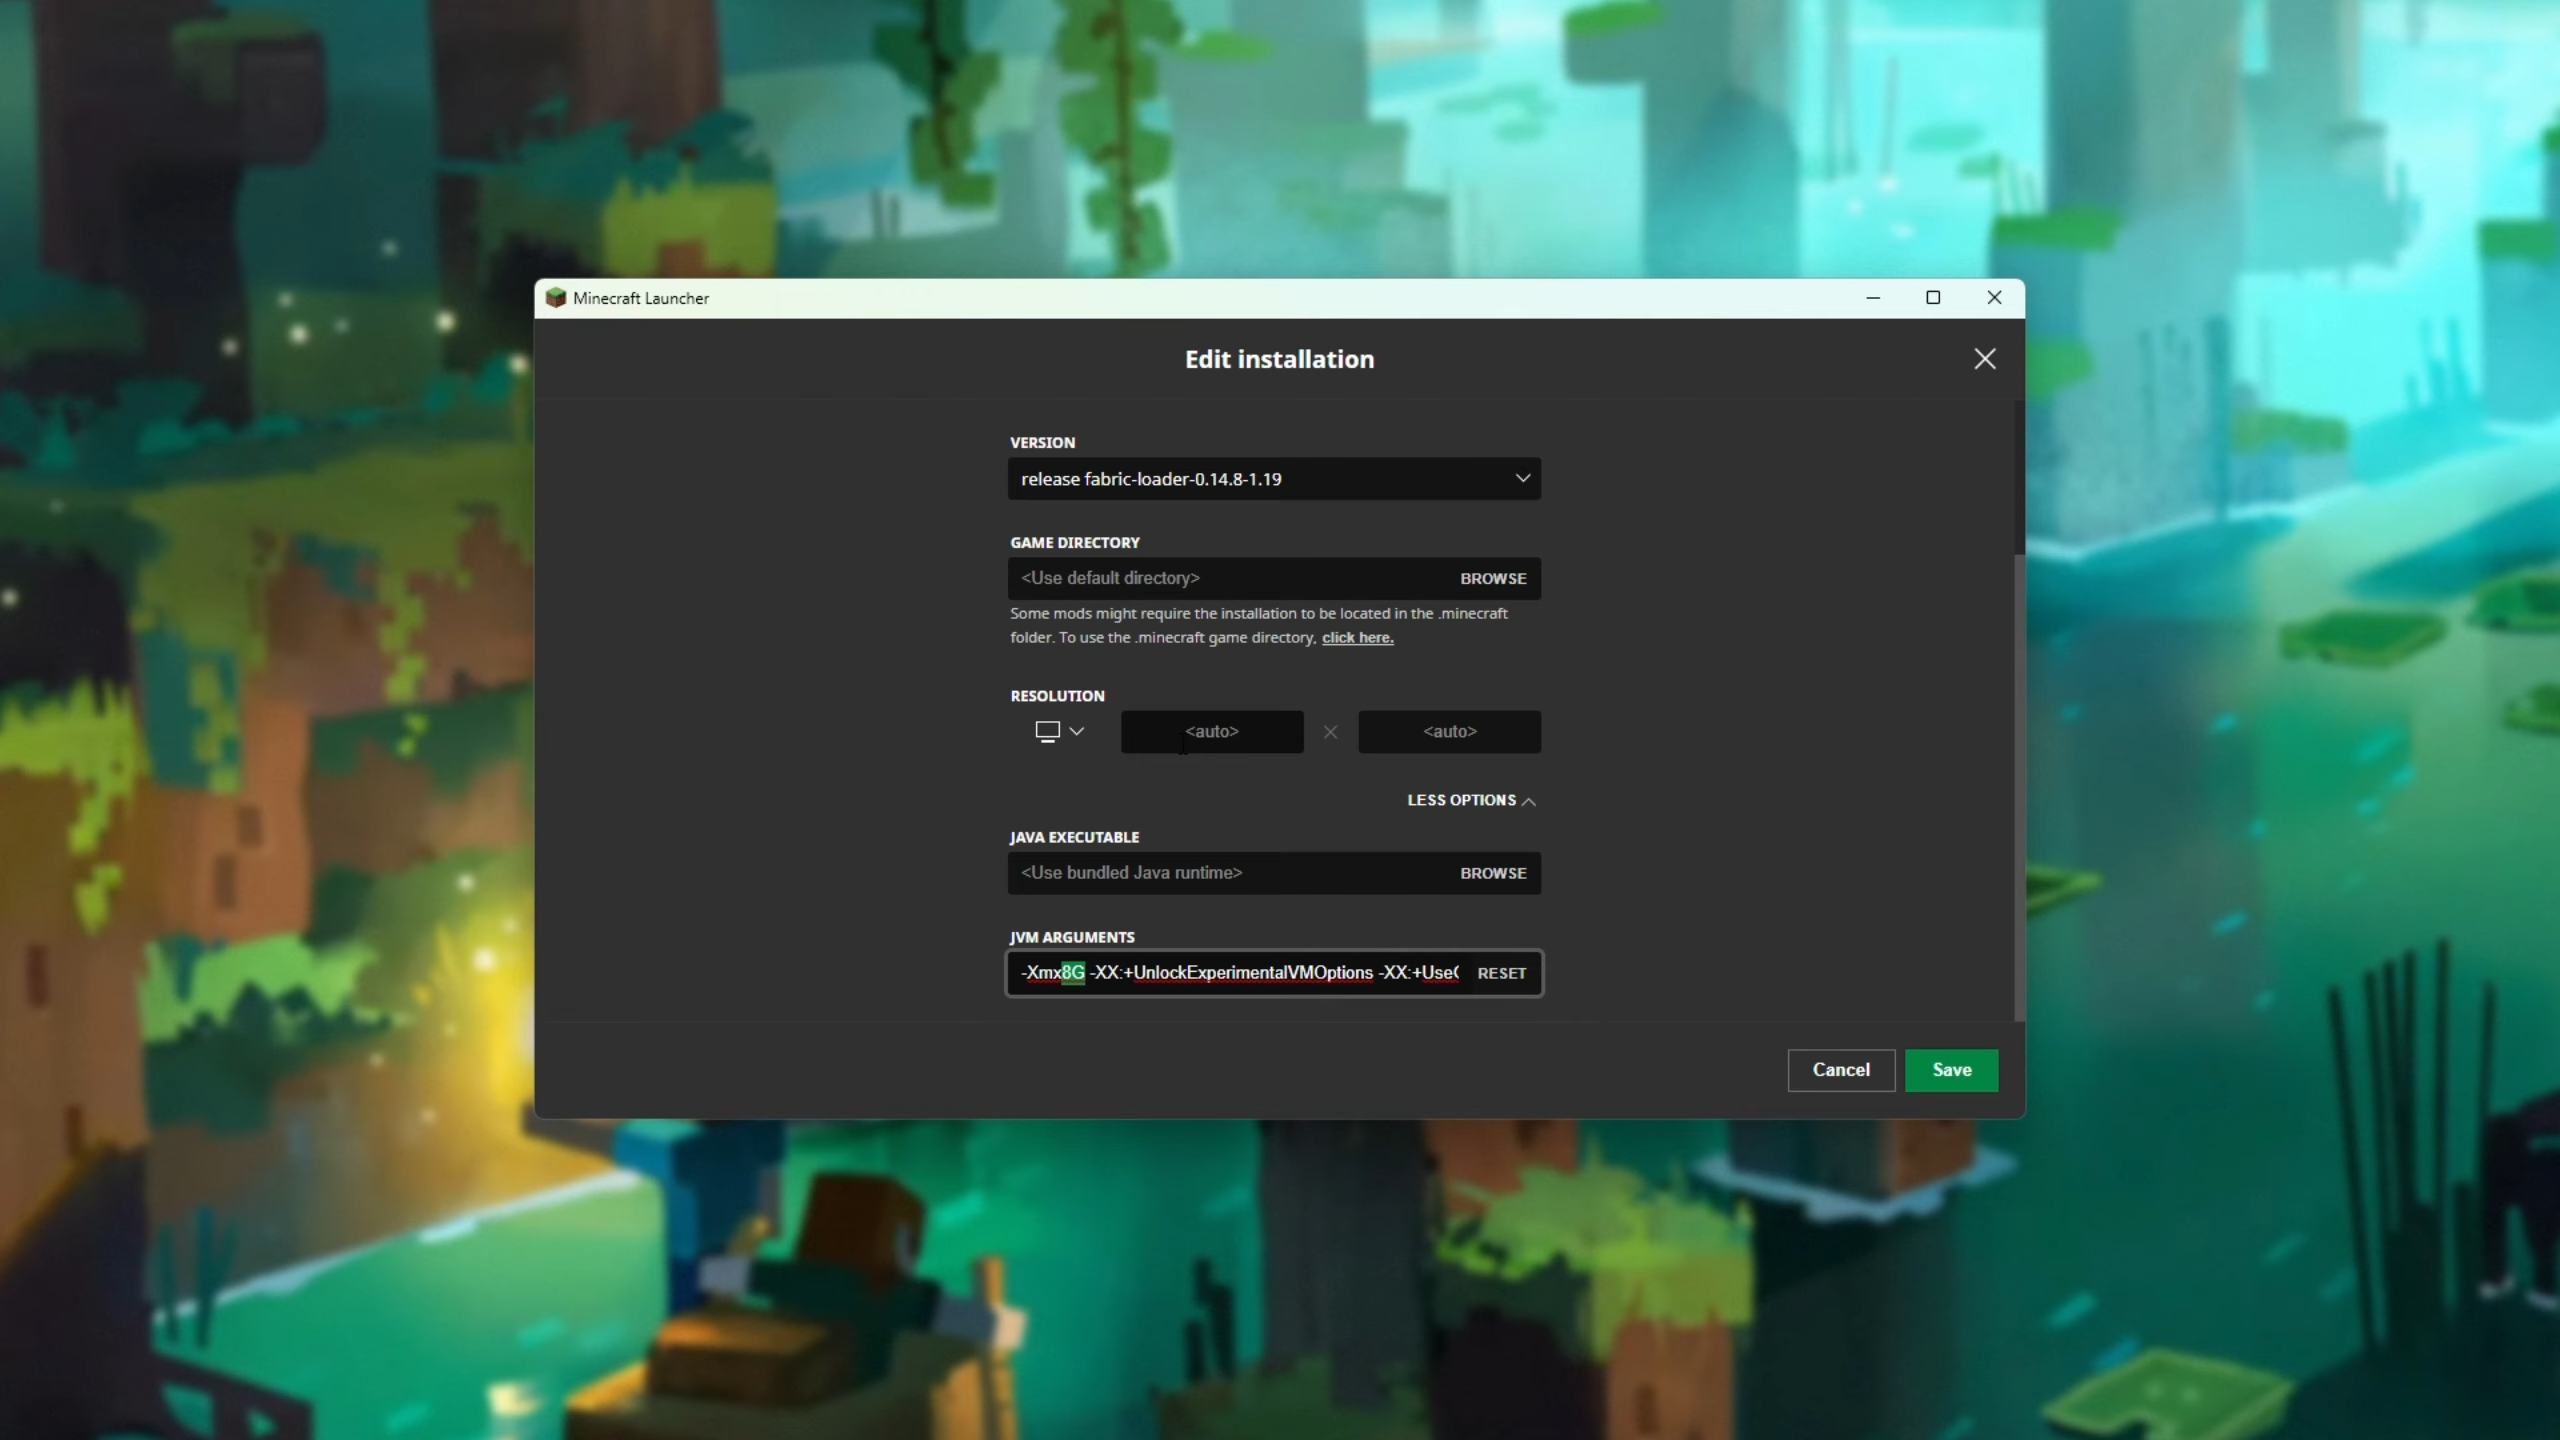 Minecraft Launcher
Edit installation
VERSION
release fabric-loader-0.14.8-1.19
GAME DIRECTORY
<Use default directory> BROWSE
Some mods might require the installation to be located in the .minecraft
folder. To use the .minecraft game directory, click here.
RESOLUTION
<auto> <auto>
LESS OPTIONS
JAVA EXECUTABLE
<Use bundled Java runtime> BROWSE
JVM ARGUMENTS
-Xmx8G -XX:+UnlockExperimentalVMOptions -XX:+Use RESET
Cancel Save